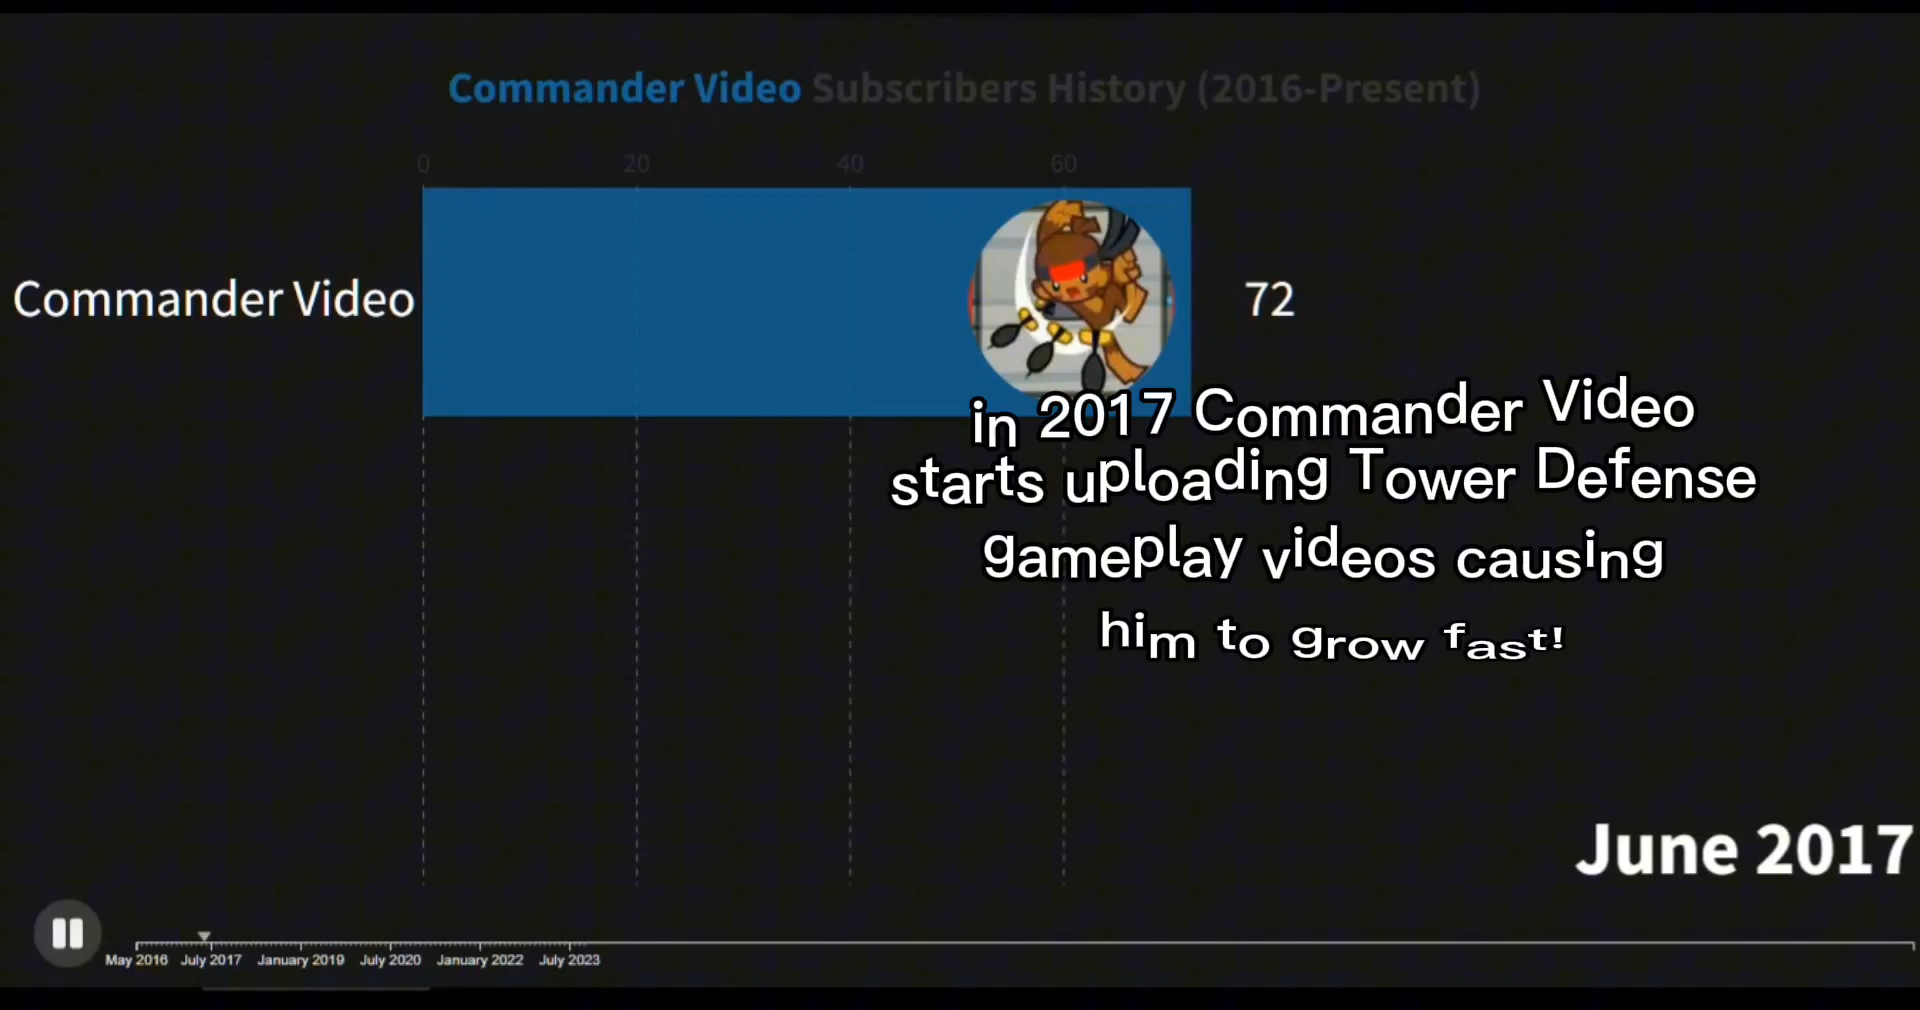 Commander Video Subscribers History (2016-Present)
0 20 40 60
Commander Video
72
in 2017 Commander Video
starts uploading Tower Defense
gameplay videos causing
him to grow fast!
June 2017
May 2016 July 2017 January 2019 July 2020 January 2022 July 2023